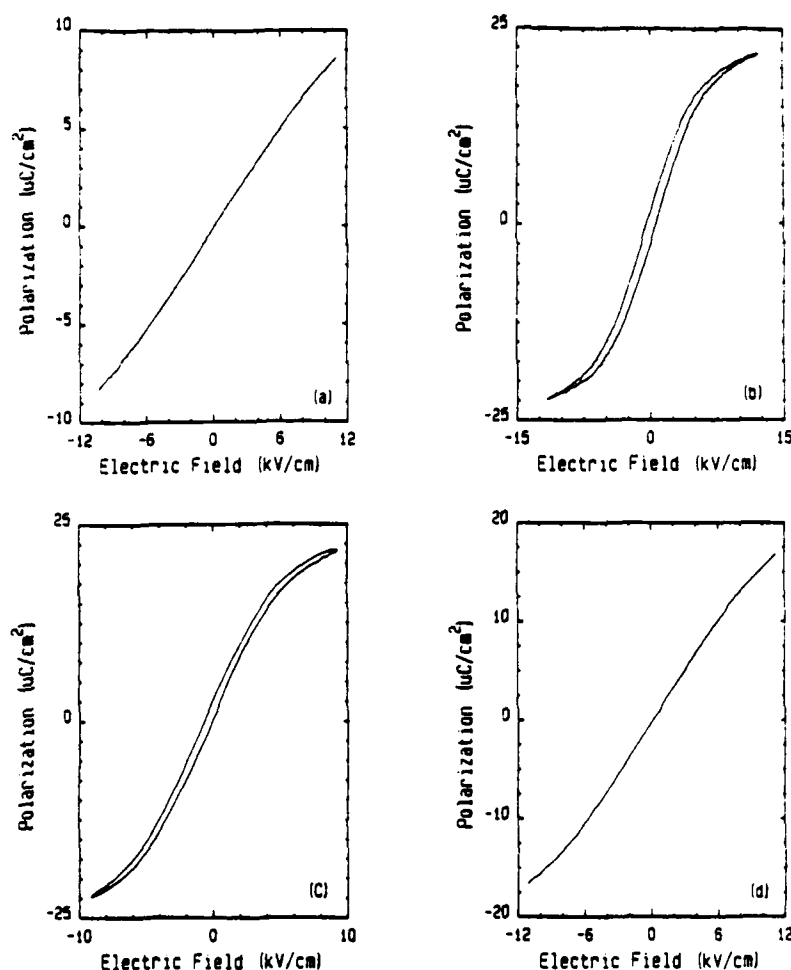 10
5
0
-5
-10
-12 -6 0 6 12
Polarization (uC/cm²)
Electric Field (kV/cm)
(a)
25
0
-25
-15 0 15
Polarization (uC/cm²)
Electric Field (kV/cm)
(b)
25
0
-25
-10 0 10
Polarization (uC/cm²)
Electric Field (kV/cm)
(C)
20
10
0
-10
-20
-12 -6 0 6 12
Polarization (uC/cm²)
Electric Field (kV/cm)
(d)